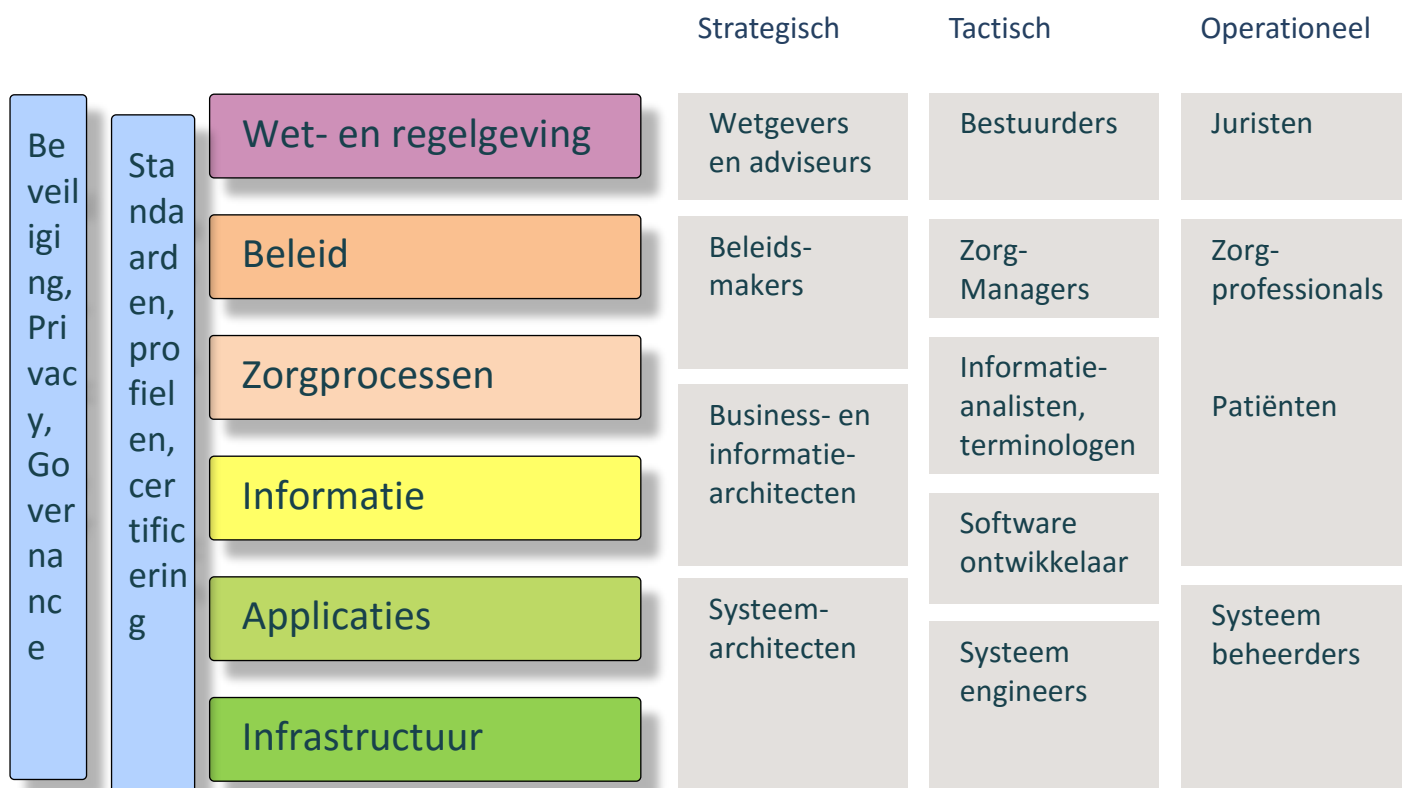 Strategisch
Tactisch
Operationeel
Be
veil
igi
ng,
Pri
vac
y,
Go
ver
na
nc
e
Sta
nda
ard
en,
pro
fiel
en,
cer
tific
erin
g
Wet- en regelgeving
Beleid
Zorgprocessen
Informatie
Applicaties
Infrastructuur
Wetgevers
en adviseurs
Beleids-
makers
Business- en
informatie-
architecten
Systeem-
architecten
Bestuurders
Zorg-
Managers
Informatie-
analisten,
terminologen
Software
ontwikkelaar
Systeem
engineers
Juristen
Zorg-
professionals
Patiënten
Systeem
beheerders